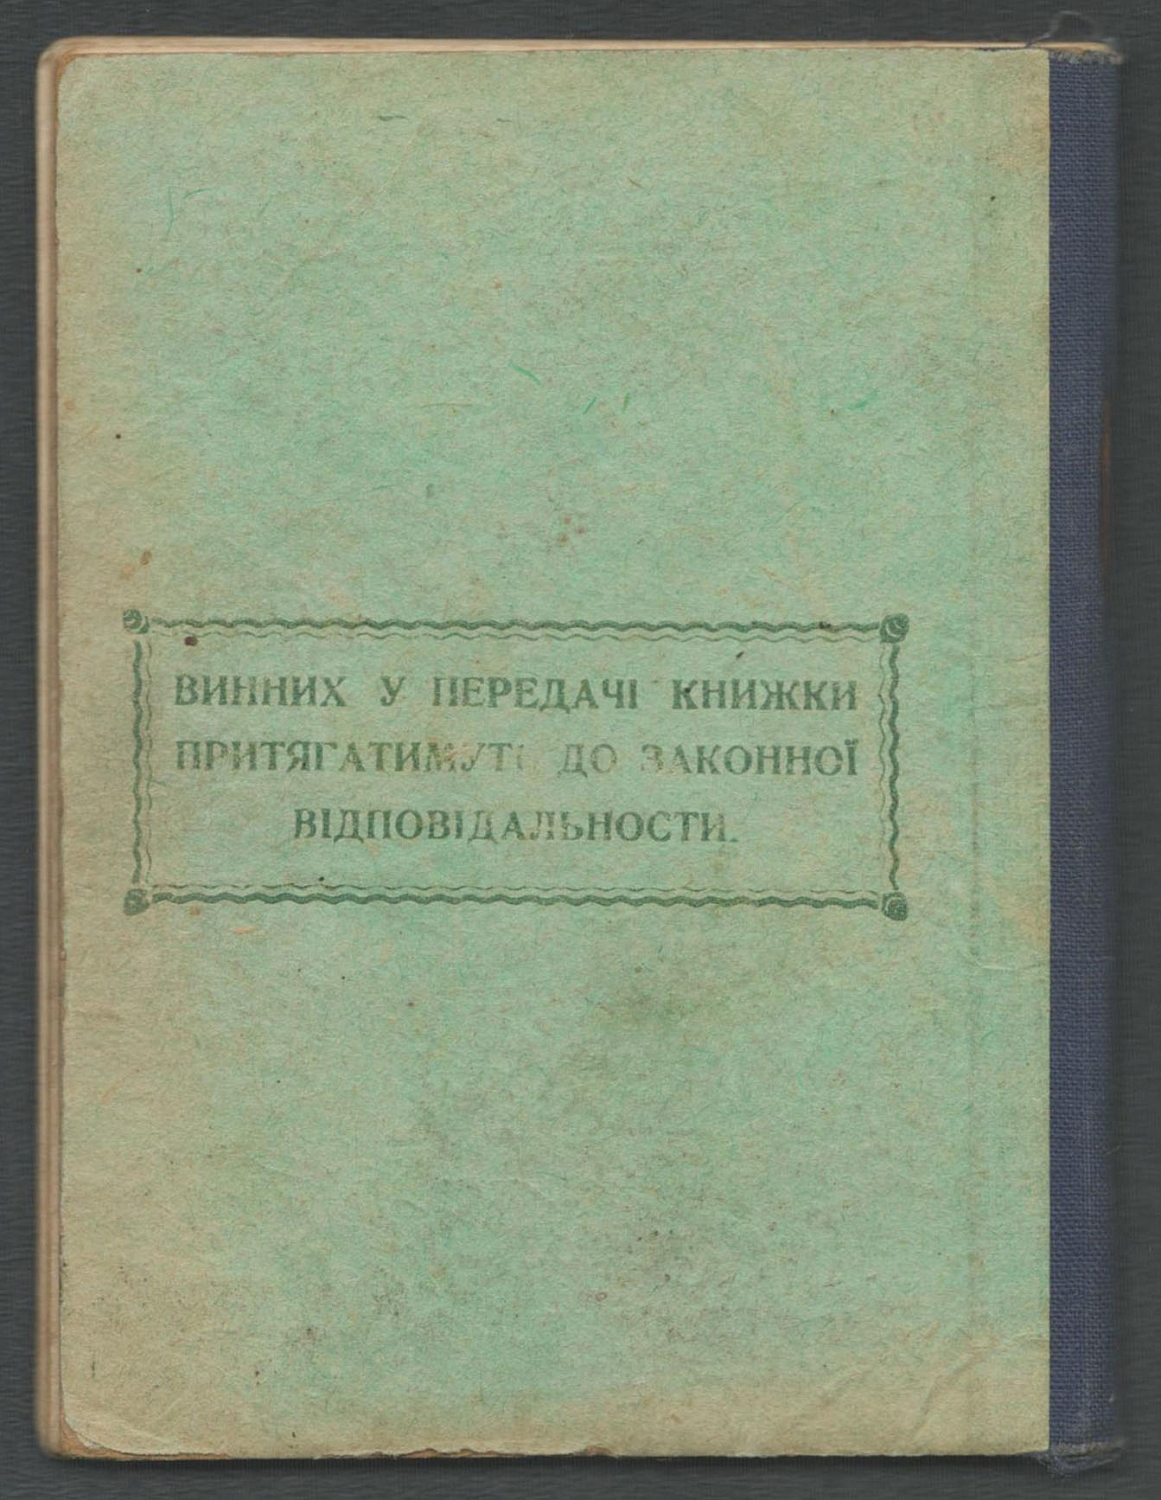 ВИННИХ У ПЕРЕДАЧІ КНИЖКИ
ПРИТЯГАТИМУТЬ ДО ЗАКОННОЇ
ВІДПОВІДАЛЬНОСТИ.